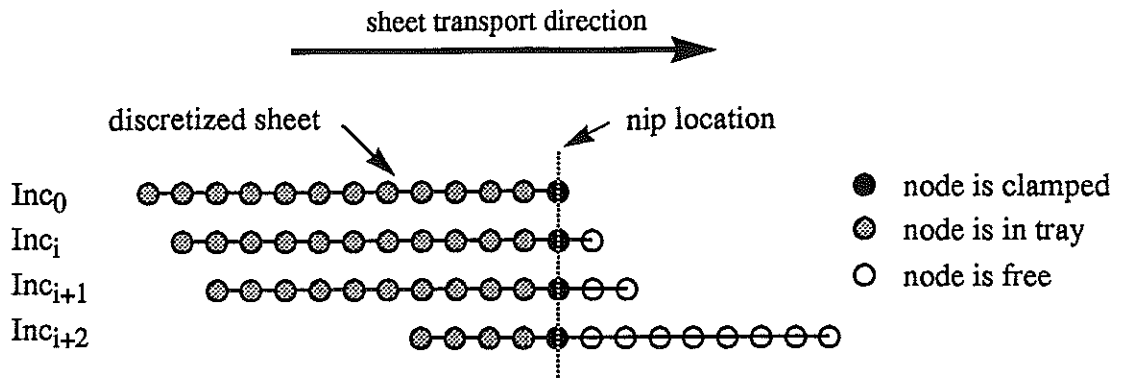 sheet transport direction
discretized sheet
nip location
Inc0
Inci
Inci+1
Inci+2
node is clamped
node is in tray
node is free